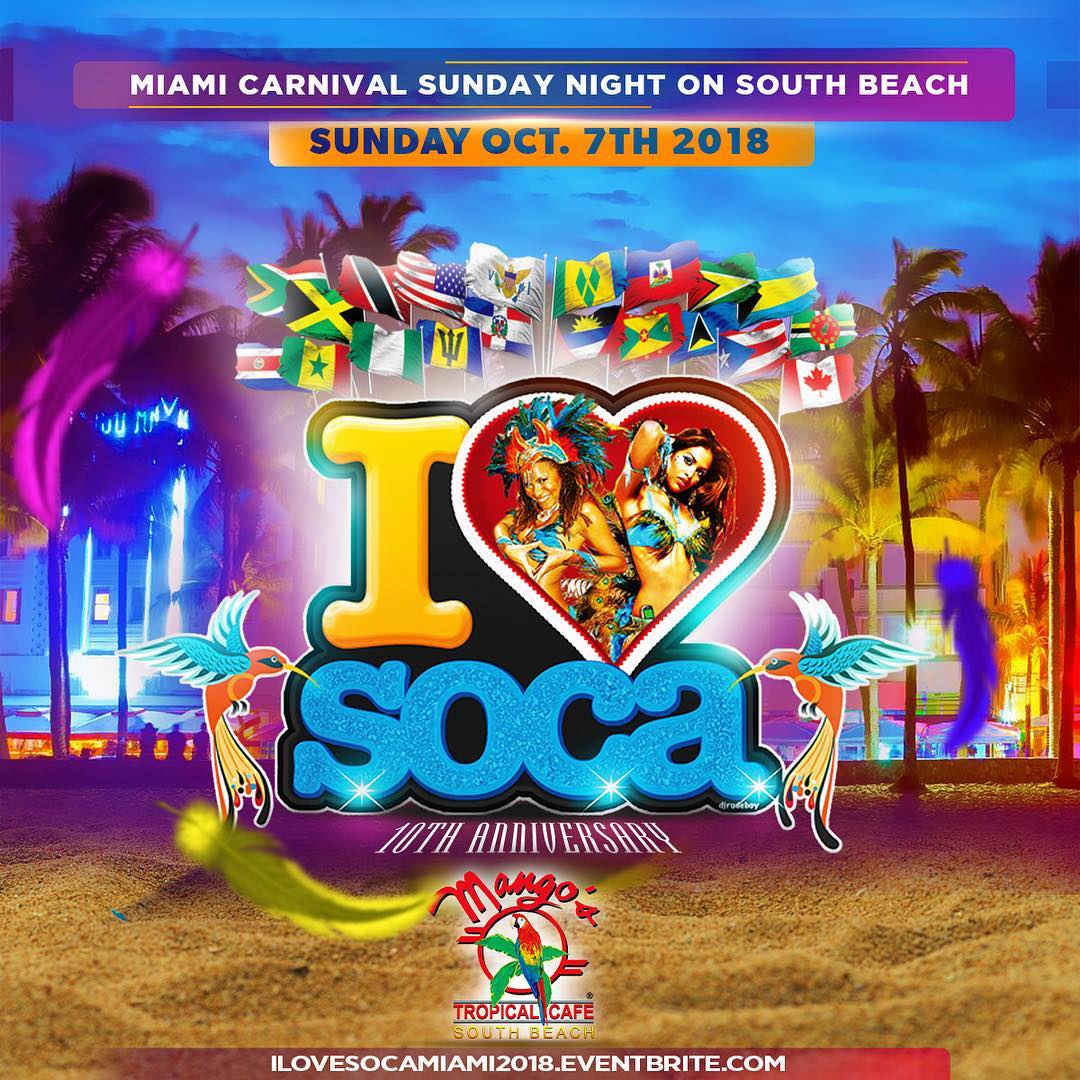 MIAMI CARNIVAL SUNDAY NIGHT ON SOUTH BEACH
SUNDAY OCT. 7TH 2018
I
soca
djrudeboy
10TH ANNIVERSARY
Mango's
®
TROPICAL CAFE
SOUTH BEACH
ILOVESOCAMIAMI2018.EVENTBRITE.COM